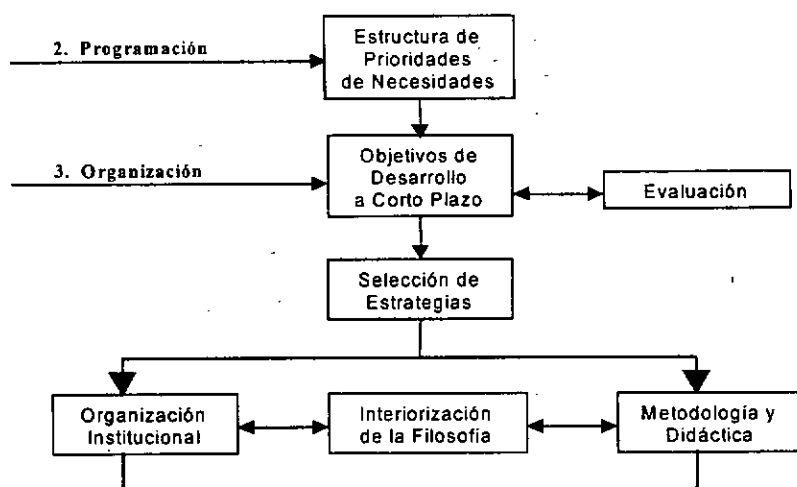 2. Programación
Estructura de
Prioridades
de Necesidades
3. Organización
Objetivos de
Desarrollo
a Corto Plazo
Evaluación
Selección de
Estrategias
Organización
Institucional
Interiorización
de la Filosofía
Metodología y
Didáctica